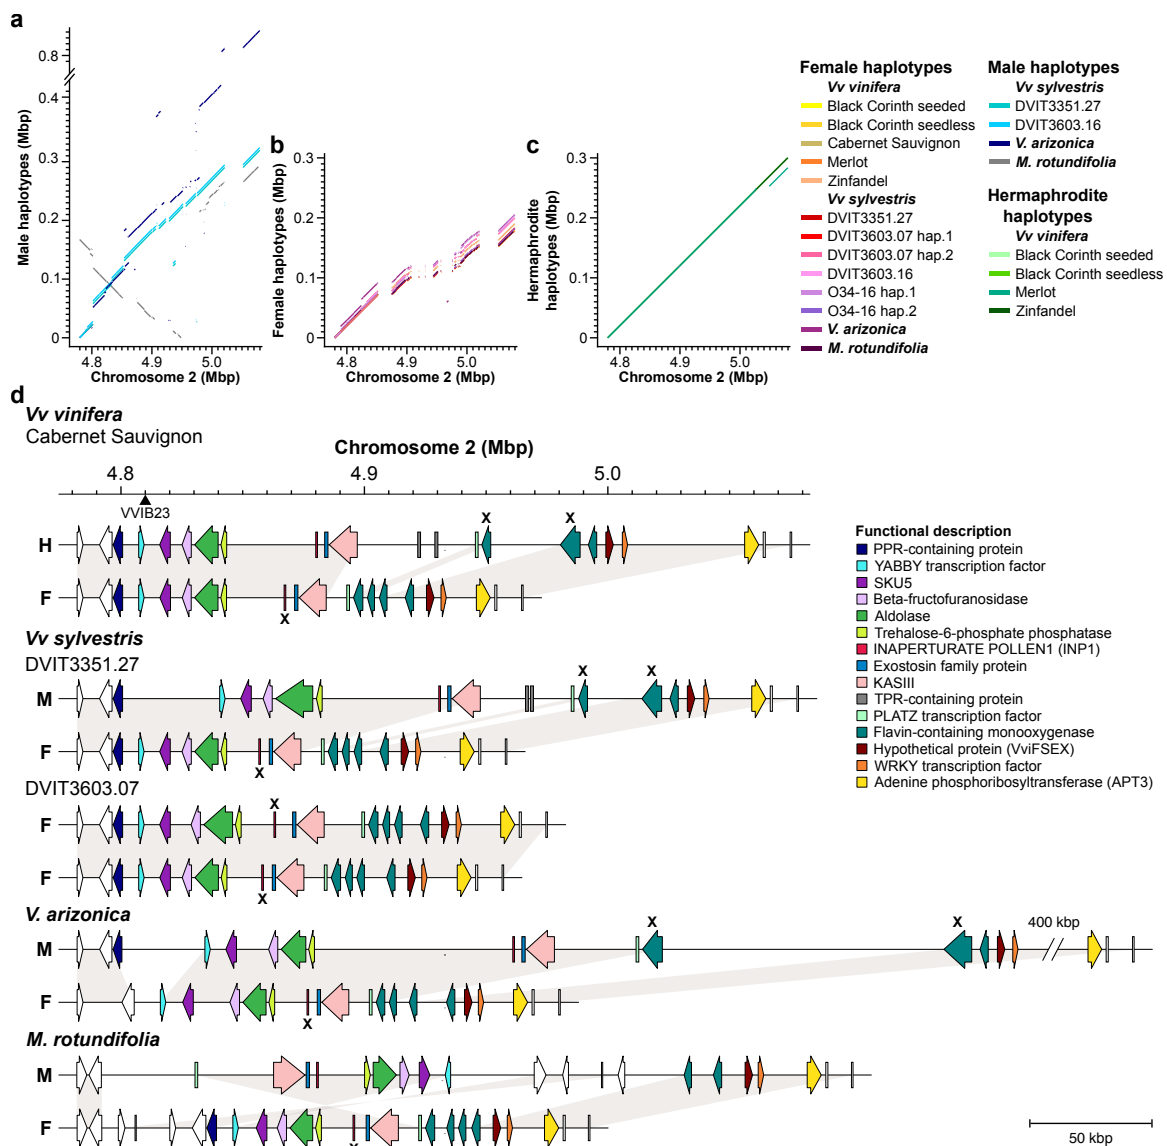 a
0.8
0.4
0.3
0.2
0.1
0
Male haplotypes (Mbp)
4.8 4.9 5.0
Chromosome 2 (Mbp)
b
0.3
0.2
0.1
0
Female haplotypes (Mbp)
4.8 4.9 5.0
Chromosome 2 (Mbp)
c
0.3
0.2
0.1
0
Hermaphrodite
haplotypes (Mbp)
4.8 4.9 5.0
Chromosome 2 (Mbp)
Female haplotypes
Vv vinifera
Black Corinth seeded
Black Corinth seedless
Cabernet Sauvignon
Merlot
Zinfandel
Vv sylvestris
DVIT3351.27
DVIT3603.07 hap.1
DVIT3603.07 hap.2
DVIT3603.16
O34-16 hap.1
O34-16 hap.2
V. arizonica
M. rotundifolia
Male haplotypes
Vv sylvestris
DVIT3351.27
DVIT3603.16
V. arizonica
M. rotundifolia
Hermaphrodite
haplotypes
Vv vinifera
Black Corinth seeded
Black Corinth seedless
Merlot
Zinfandel
d
Vv vinifera
Cabernet Sauvignon
Chromosome 2 (Mbp)
4.8 4.9 5.0
VVIB23
x x
H
F
x
Vv sylvestris
DVIT3351.27
x x
M
F
x
DVIT3603.07
x
F
F
x
V. arizonica
x x
400 kbp
M
F
x
M. rotundifolia
M
F
x
50 kbp
Functional description
PPR-containing protein
YABBY transcription factor
SKU5
Beta-fructofuranosidase
Aldolase
Trehalose-6-phosphate phosphatase
INAPERTURATE POLLEN1 (INP1)
Exostosin family protein
KASIII
TPR-containing protein
PLATZ transcription factor
Flavin-containing monooxygenase
Hypothetical protein (VviFSEX)
WRKY transcription factor
Adenine phosphoribosyltransferase (APT3)